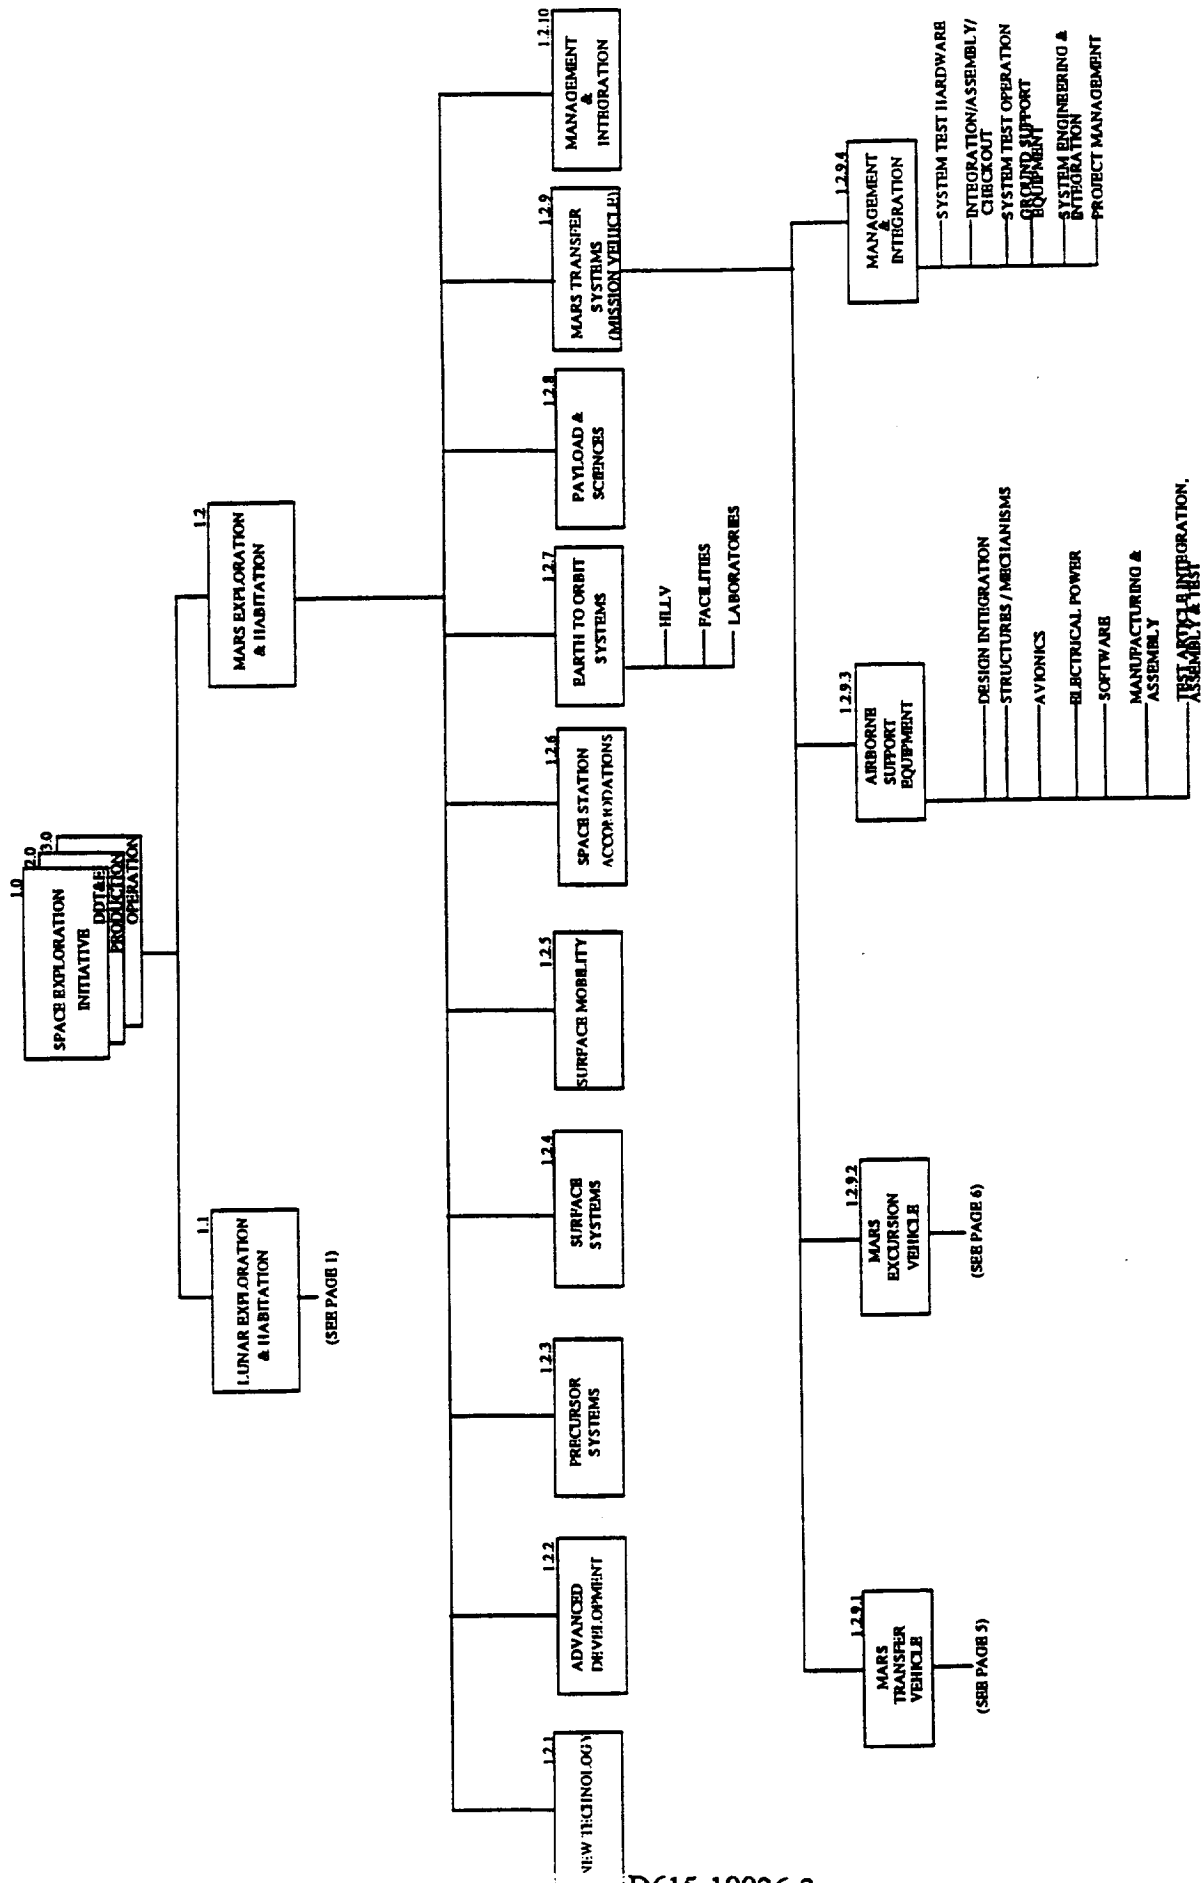 1.0
2.0
3.0
SPACE EXPLORATION
INITIATIVE
DDT&E
PRODUCTION
OPERATION
1.1
LUNAR EXPLORATION
& HABITATION
(SEE PAGE 1)
1.2
MARS EXPLORATION
& HABITATION
1.2.1
NEW TECHNOLOGY
1.2.2
ADVANCED
DEVELOPMENT
1.2.3
PRECURSOR
SYSTEMS
1.2.4
SURFACE
SYSTEMS
1.2.5
SURFACE MOBILITY
1.2.6
SPACE STATION
ACCOMODATIONS
1.2.7
EARTH TO ORBIT
SYSTEMS
HLLV
FACILITIES
LABORATORIES
1.2.8
PAYLOAD &
SCIENCES
1.2.9
MARS TRANSFER
SYSTEMS
(MISSION VEHICLE)
1.2.10
MANAGEMENT
&
INTEGRATION
1.2.9.1
MARS
TRANSFER
VEHICLE
(SEE PAGE 5)
1.2.9.2
MARS
EXCURSION
VEHICLE
(SEE PAGE 6)
1.2.9.3
AIRBORNE
SUPPORT
EQUIPMENT
DESIGN INTEGRATION
STRUCTURES / MECHANISMS
AVIONICS
ELECTRICAL POWER
SOFTWARE
MANUFACTURING &
ASSEMBLY
TEST ARTICLE INTEGRATION,
ASSEMBLY & TEST
1.2.9.4
MANAGEMENT
&
INTEGRATION
SYSTEM TEST HARDWARE
INTEGRATION/ASSEMBLY/
CHECKOUT
SYSTEM TEST OPERATION
GROUND SUPPORT
EQUIPMENT
SYSTEM ENGINEERING &
INTEGRATION
PROJECT MANAGEMENT